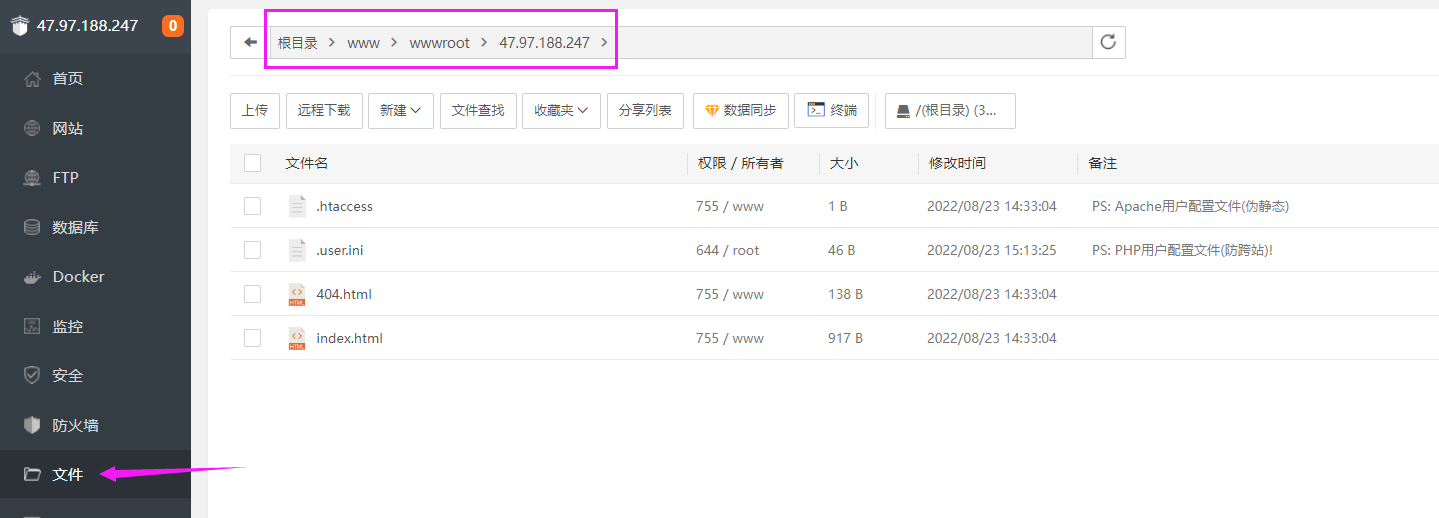 47.97.188.247 0
首页
网站
FTP
数据库
Docker
监控
安全
防火墙
文件
根目录 > www > wwwroot > 47.97.188.247 >
上传 远程下载 新建 文件查找 收藏夹 分享列表 数据同步 终端 /(根目录) (3...
文件名 权限 / 所有者 大小 修改时间 备注
.htaccess 755 / www 1 B 2022/08/23 14:33:04 PS: Apache用户配置文件(伪静态)
.user.ini 644 / root 46 B 2022/08/23 15:13:25 PS: PHP用户配置文件(防跨站)!
HTML 404.html 755 / www 138 B 2022/08/23 14:33:04
HTML index.html 755 / www 917 B 2022/08/23 14:33:04